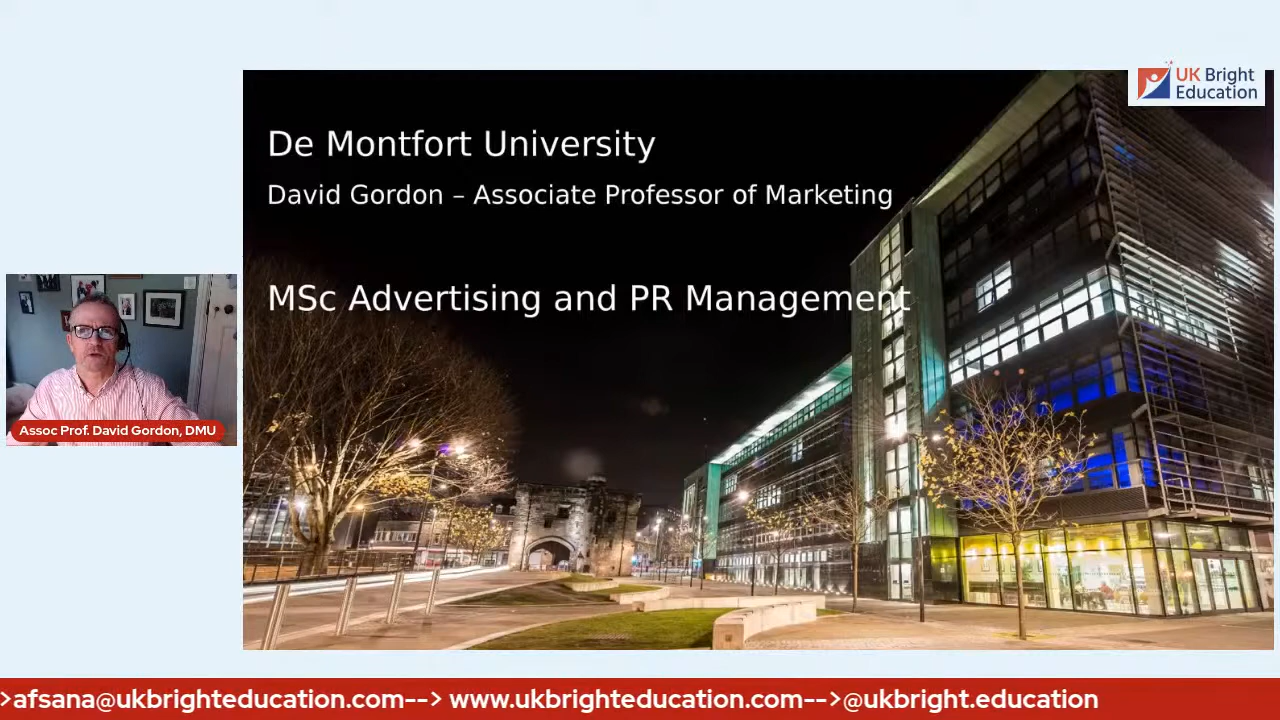 UK Bright
Education
De Montfort University
David Gordon – Associate Professor of Marketing
MSc Advertising and PR Management
Assoc Prof. David Gordon, DMU
>afsana@ukbrighteducation.com--> www.ukbrighteducation.com-->@ukbright.education